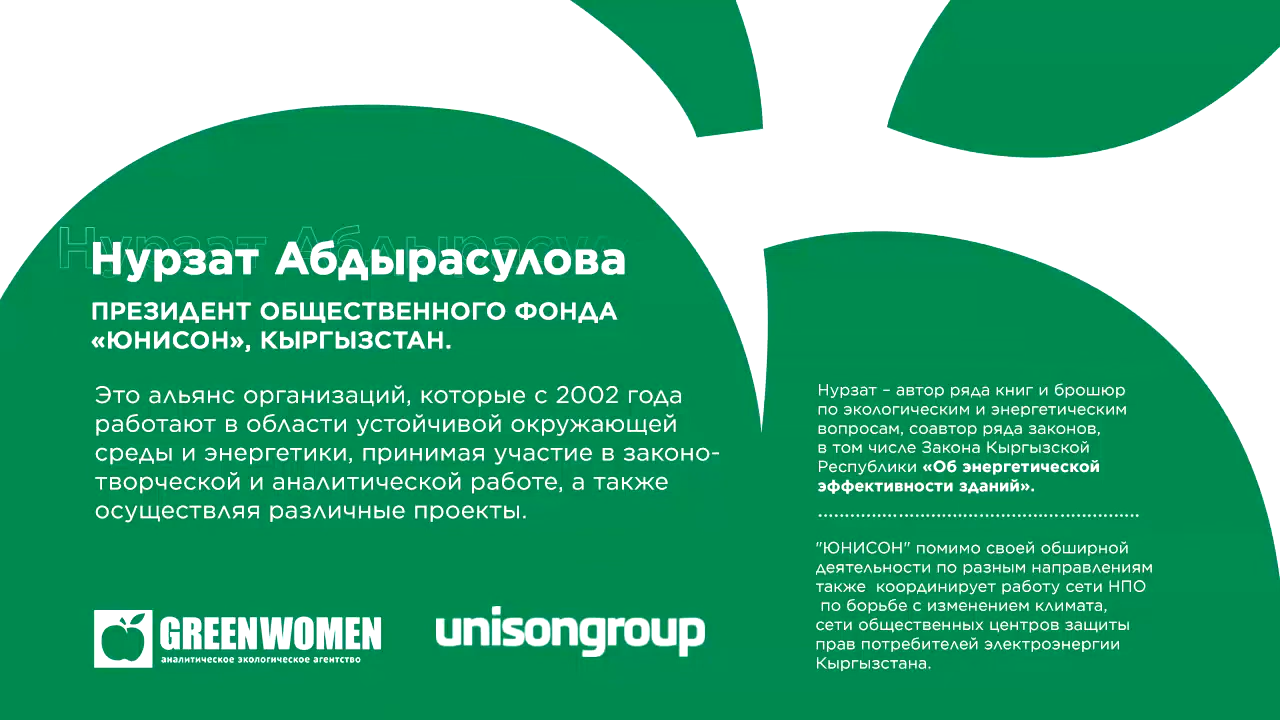 Нурзат Абдырасулова
ПРЕЗИДЕНТ ОБЩЕСТВЕННОГО ФОНДА
«ЮНИСОН», КЫРГЫЗСТАН.
Это альянс организаций, которые с 2002 года
работают в области устойчивой окружающей
среды и энергетики, принимая участие в законо-
творческой и аналитической работе, а также
осуществляя различные проекты.
GREENWOMEN
аналитическое экологическое агентство
unisongroup
Нурзат – автор ряда книг и брошюр
по экологическим и энергетическим
вопросам, соавтор ряда законов,
в том числе Закона Кыргызской
Республики «Об энергетической
эффективности зданий».
"ЮНИСОН" помимо своей обширной
деятельности по разным направлениям
также координирует работу сети НПО
по борьбе с изменением климата,
сети общественных центров защиты
прав потребителей электроэнергии
Кыргызстана.